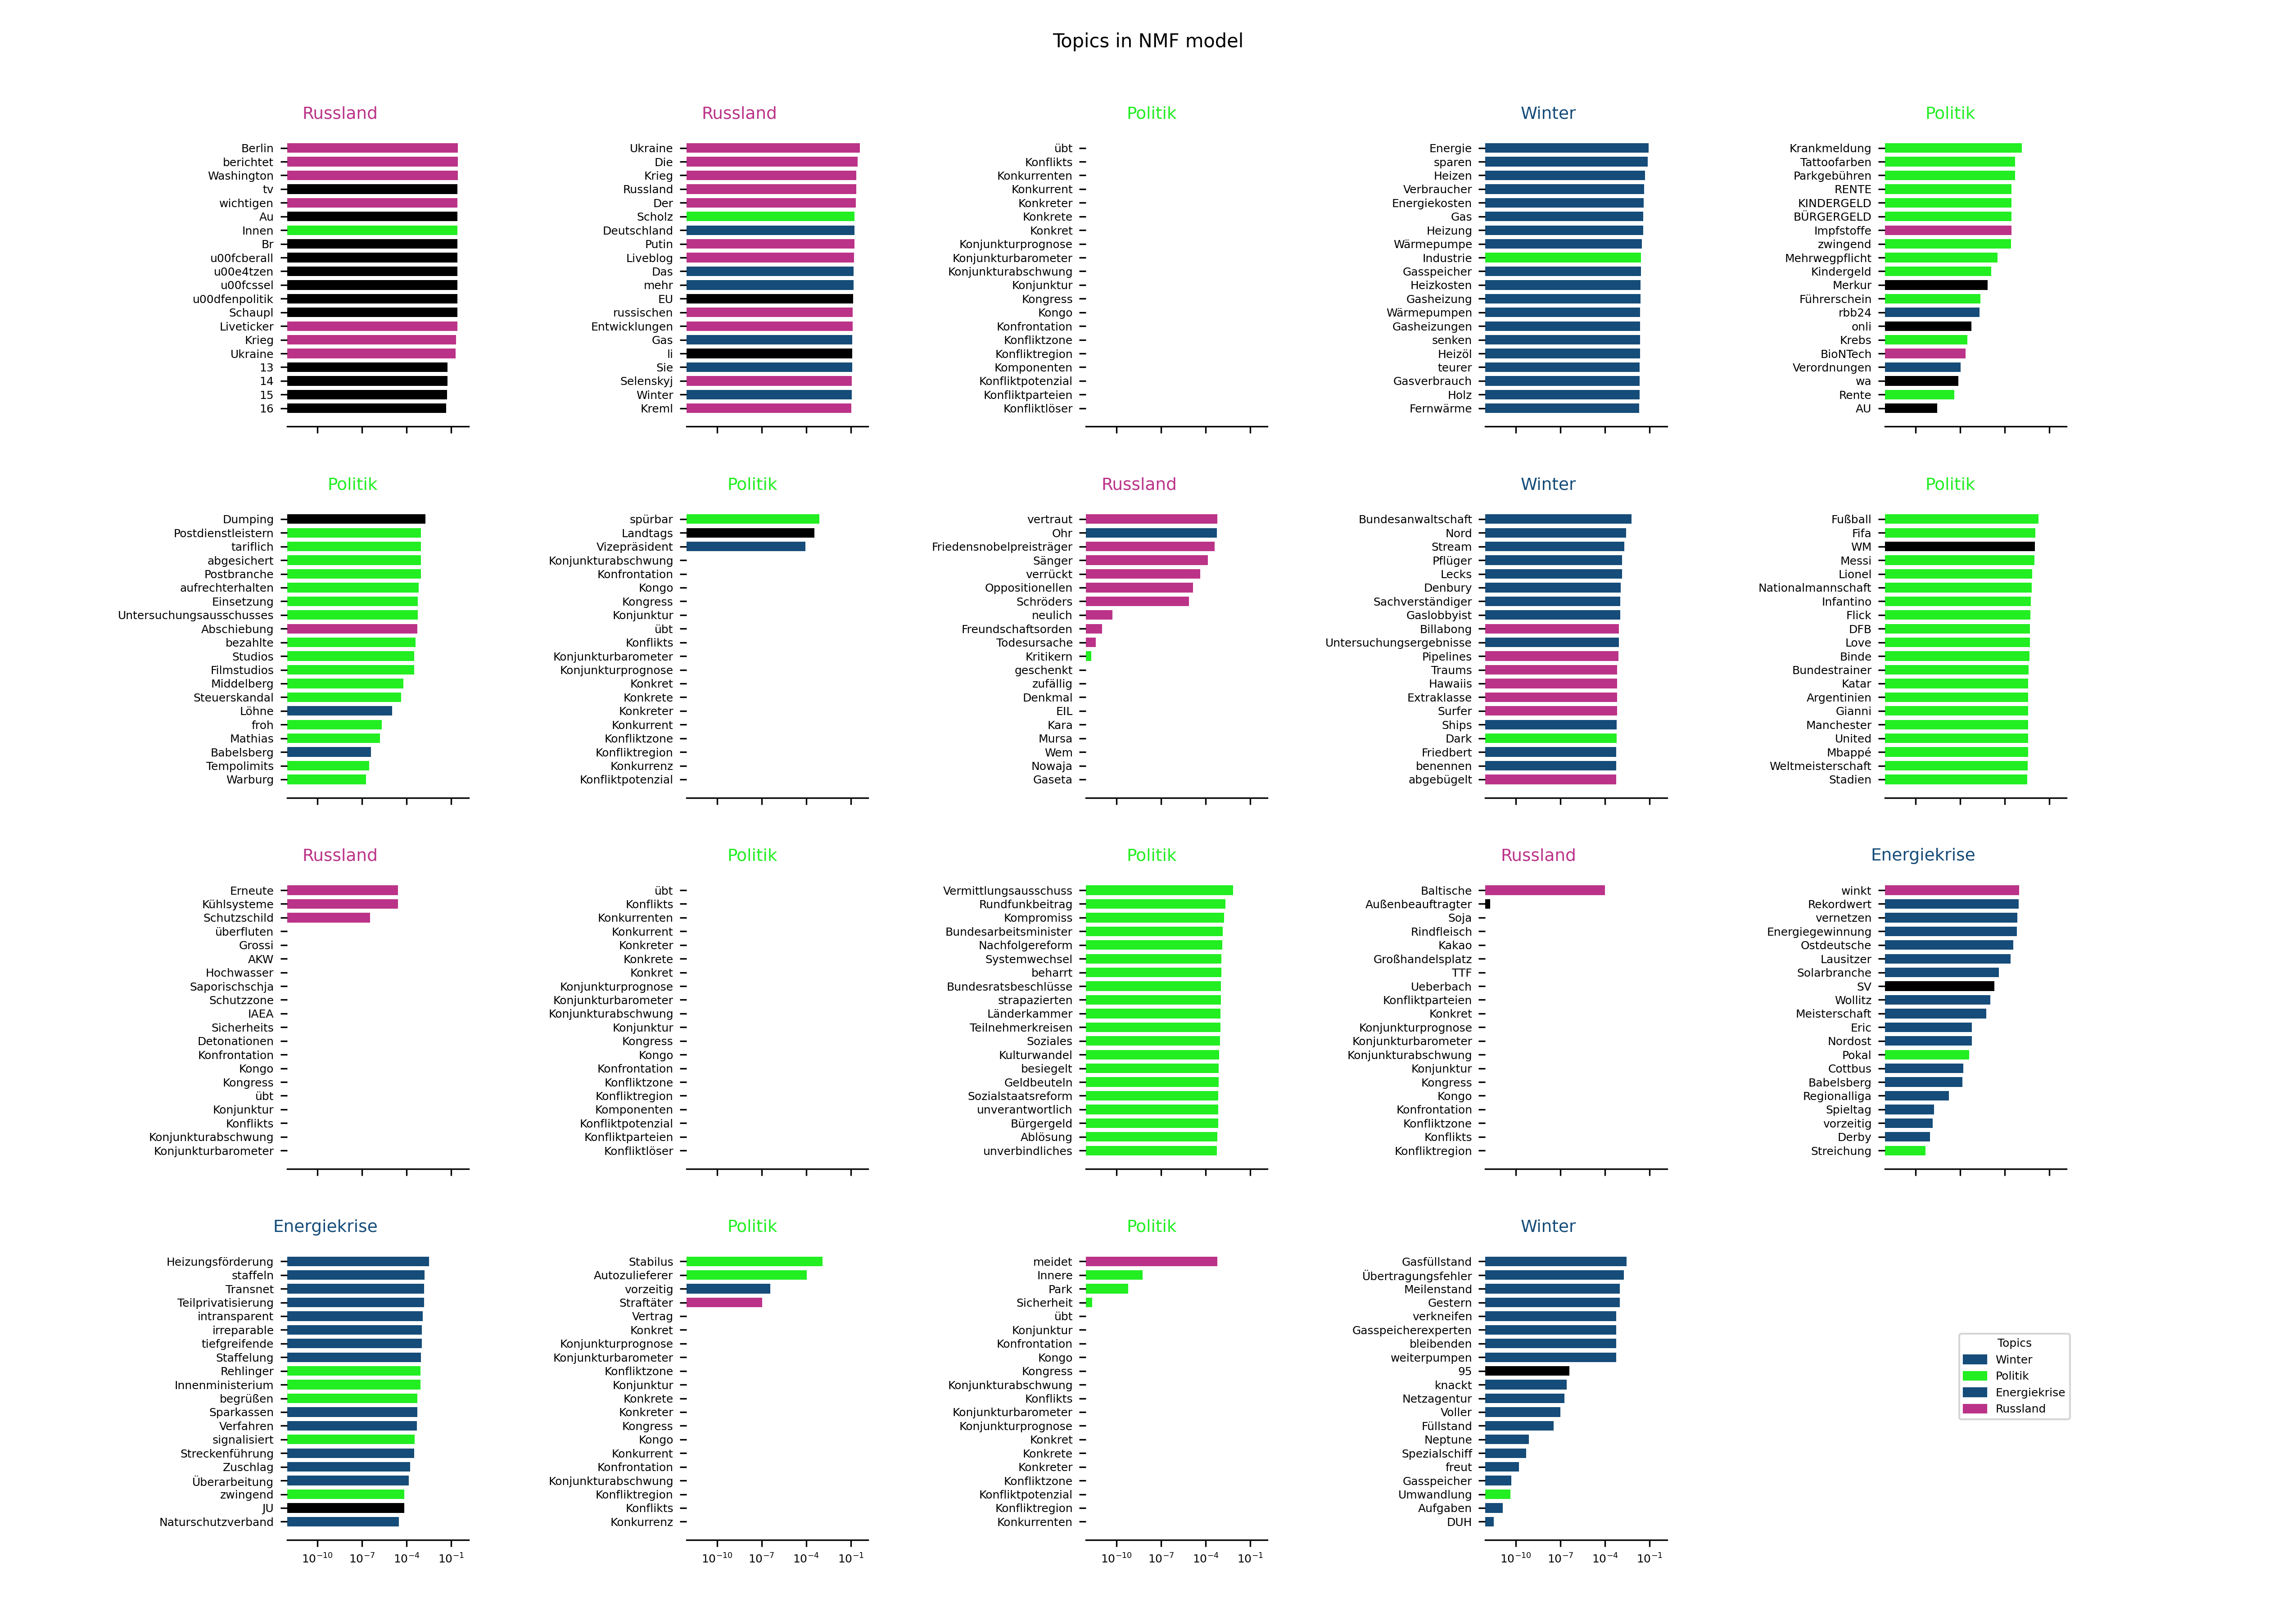 Topics in NMF model
Russland
Berlin
berichtet
Washington
tv
wichtigen
Au
Innen
Br
u00fcberall
u00e4tzen
u00fcssel
u00dfenpolitik
Schaupl
Liveticker
Krieg
Ukraine
13
14
15
16
Russland
Ukraine
Die
Krieg
Russland
Der
Scholz
Deutschland
Putin
Liveblog
Das
mehr
EU
russischen
Entwicklungen
Gas
li
Sie
Selenskyj
Winter
Kreml
Politik
übt
Konflikts
Konkurrenten
Konkurrent
Konkreter
Konkrete
Konkret
Konjunkturprognose
Konjunkturbarometer
Konjunkturabschwung
Konjunktur
Kongress
Kongo
Konfrontation
Konfliktzone
Konfliktregion
Komponenten
Konfliktpotenzial
Konfliktparteien
Konfliktlöser
Winter
Energie
sparen
Heizen
Verbraucher
Energiekosten
Gas
Heizung
Wärmepumpe
Industrie
Gasspeicher
Heizkosten
Gasheizung
Wärmepumpen
Gasheizungen
senken
Heizöl
teurer
Gasverbrauch
Holz
Fernwärme
Politik
Krankmeldung
Tattoofarben
Parkgebühren
RENTE
KINDERGELD
BÜRGERGELD
Impfstoffe
zwingend
Mehrwegpflicht
Kindergeld
Merkur
Führerschein
rbb24
onli
Krebs
BioNTech
Verordnungen
wa
Rente
AU
Politik
Dumping
Postdienstleistern
tariflich
abgesichert
Postbranche
aufrechterhalten
Einsetzung
Untersuchungsausschusses
Abschiebung
bezahlte
Studios
Filmstudios
Middelberg
Steuerskandal
Löhne
froh
Mathias
Babelsberg
Tempolimits
Warburg
Politik
spürbar
Landtags
Vizepräsident
Konjunkturabschwung
Konfrontation
Kongo
Kongress
Konjunktur
übt
Konflikts
Konjunkturbarometer
Konjunkturprognose
Konkret
Konkrete
Konkreter
Konkurrent
Konfliktzone
Konfliktregion
Konkurrenz
Konfliktpotenzial
Russland
vertraut
Ohr
Friedensnobelpreisträger
Sänger
verrückt
Oppositionellen
Schröders
neulich
Freundschaftsorden
Todesursache
Kritikern
geschenkt
zufällig
Denkmal
EIL
Kara
Mursa
Wem
Nowaja
Gaseta
Winter
Bundesanwaltschaft
Nord
Stream
Pflüger
Lecks
Denbury
Sachverständiger
Gaslobbyist
Billabong
Untersuchungsergebnisse
Pipelines
Traums
Hawaiis
Extraklasse
Surfer
Ships
Dark
Friedbert
benennen
abgebügelt
Politik
Fußball
Fifa
WM
Messi
Lionel
Nationalmannschaft
Infantino
Flick
DFB
Love
Binde
Bundestrainer
Katar
Argentinien
Gianni
Manchester
United
Mbappé
Weltmeisterschaft
Stadien
Russland
Erneute
Kühlsysteme
Schutzschild
überfluten
Grossi
AKW
Hochwasser
Saporischschja
Schutzzone
IAEA
Sicherheits
Detonationen
Konfrontation
Kongo
Kongress
übt
Konjunktur
Konflikts
Konjunkturabschwung
Konjunkturbarometer
Politik
übt
Konflikts
Konkurrenten
Konkurrent
Konkreter
Konkrete
Konkret
Konjunkturprognose
Konjunkturbarometer
Konjunkturabschwung
Konjunktur
Kongress
Kongo
Konfrontation
Konfliktzone
Konfliktregion
Komponenten
Konfliktpotenzial
Konfliktparteien
Konfliktlöser
Politik
Vermittlungsausschuss
Rundfunkbeitrag
Kompromiss
Bundesarbeitsminister
Nachfolgereform
Systemwechsel
beharrt
Bundesratsbeschlüsse
strapazierten
Länderkammer
Teilnehmerkreisen
Soziales
Kulturwandel
besiegelt
Geldbeuteln
Sozialstaatsreform
unverantwortlich
Bürgergeld
Ablösung
unverbindliches
Russland
Baltische
Außenbeauftragter
Soja
Rindfleisch
Kakao
Großhandelsplatz
TTF
Ueberbach
Konfliktparteien
Konkret
Konjunkturprognose
Konjunkturbarometer
Konjunkturabschwung
Konjunktur
Kongress
Kongo
Konfrontation
Konfliktzone
Konflikts
Konfliktregion
Energiekrise
winkt
Rekordwert
vernetzen
Energiegewinnung
Ostdeutsche
Lausitzer
Solarbranche
SV
Wollitz
Meisterschaft
Eric
Nordost
Pokal
Cottbus
Babelsberg
Regionalliga
Spieltag
vorzeitig
Derby
Streichung
Energiekrise
Heizungsförderung
staffeln
Transnet
Teilprivatisierung
intransparent
irreparable
tiefgreifende
Staffelung
Rehlinger
Innenministerium
begrüßen
Sparkassen
Verfahren
signalisiert
Streckenführung
Zuschlag
Überarbeitung
zwingend
JU
Naturschutzverband
10⁻¹⁰ 10⁻⁷ 10⁻⁴ 10⁻¹
Politik
Stabilus
Autozulieferer
vorzeitig
Straftäter
Vertrag
Konkret
Konjunkturprognose
Konjunkturbarometer
Konfliktzone
Konjunktur
Konkrete
Konkreter
Kongress
Kongo
Konkurrent
Konfrontation
Konjunkturabschwung
Konfliktregion
Konflikts
Konkurrenz
10⁻¹⁰ 10⁻⁷ 10⁻⁴ 10⁻¹
Politik
meidet
Innere
Park
Sicherheit
übt
Konjunktur
Konfrontation
Kongo
Kongress
Konjunkturabschwung
Konflikts
Konjunkturbarometer
Konjunkturprognose
Konkret
Konkrete
Konkreter
Konfliktzone
Konfliktpotenzial
Konfliktregion
Konkurrenten
10⁻¹⁰ 10⁻⁷ 10⁻⁴ 10⁻¹
Winter
Gasfüllstand
Übertragungsfehler
Meilenstand
Gestern
verkneifen
Gasspeicherexperten
bleibenden
weiterpumpen
95
knackt
Netzagentur
Voller
Füllstand
Neptune
Spezialschiff
freut
Gasspeicher
Umwandlung
Aufgaben
DUH
10⁻¹⁰ 10⁻⁷ 10⁻⁴ 10⁻¹
Topics
Winter
Politik
Energiekrise
Russland